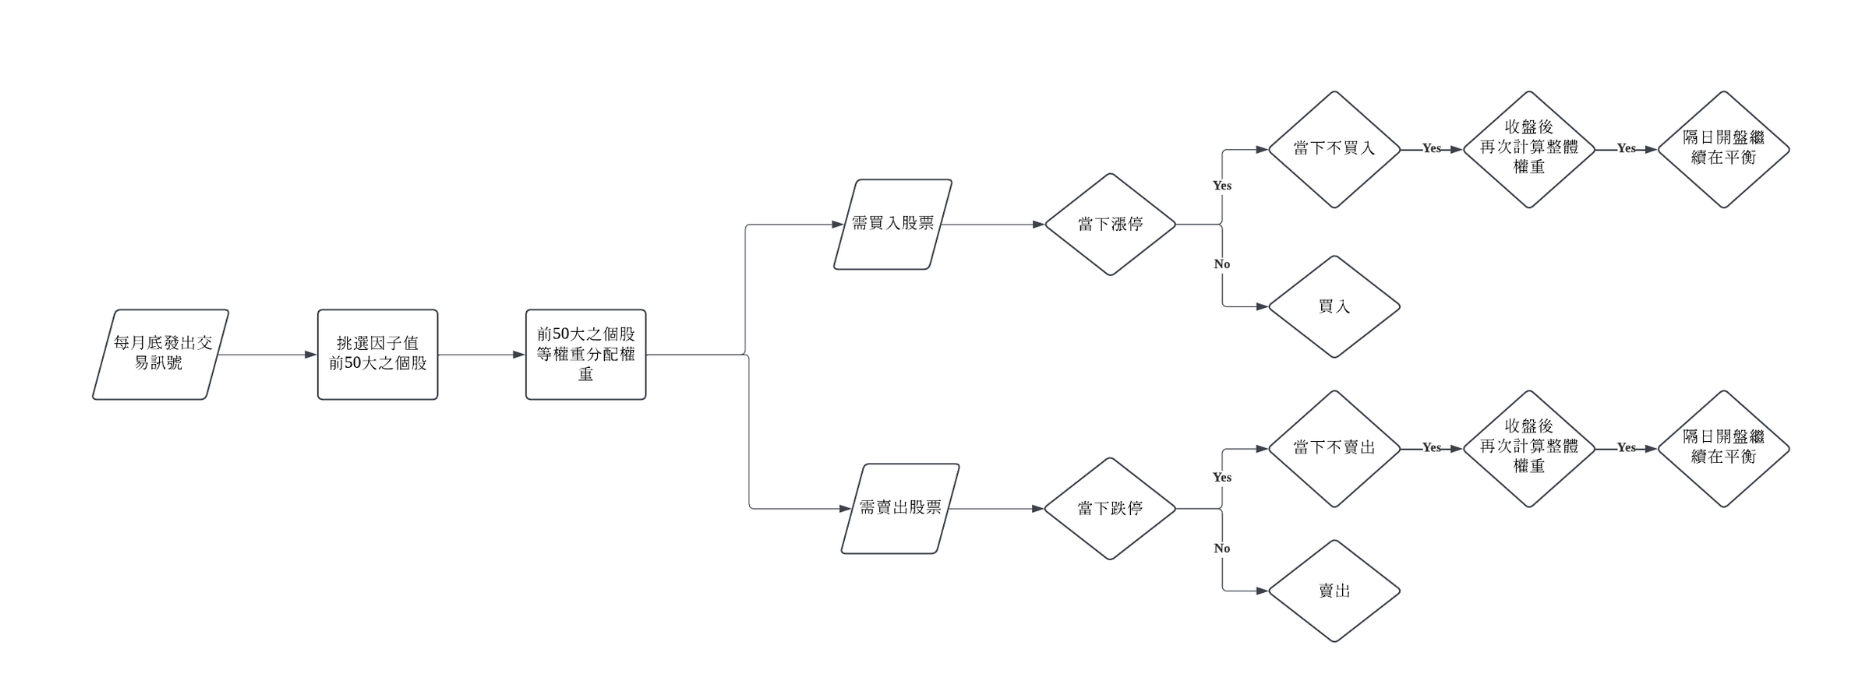 每月底發出交
易訊號
挑選因子值
前50大之個股
前50大之個股
等權重分配權
重
需買入股票
當下漲停
Yes
當下不買入
Yes
收盤後
再次計算整體
權重
Yes
隔日開盤繼
續在平衡
No
買入
需賣出股票
當下跌停
Yes
當下不賣出
Yes
收盤後
再次計算整體
權重
Yes
隔日開盤繼
續在平衡
No
賣出